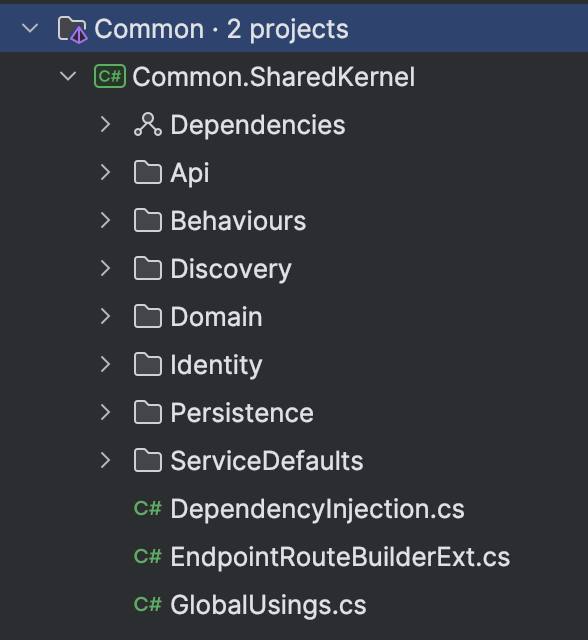 Common · 2 projects
C# Common.SharedKernel
Dependencies
Api
Behaviours
Discovery
Domain
Identity
Persistence
ServiceDefaults
C# DependencyInjection.cs
C# EndpointRouteBuilderExt.cs
C# GlobalUsings.cs